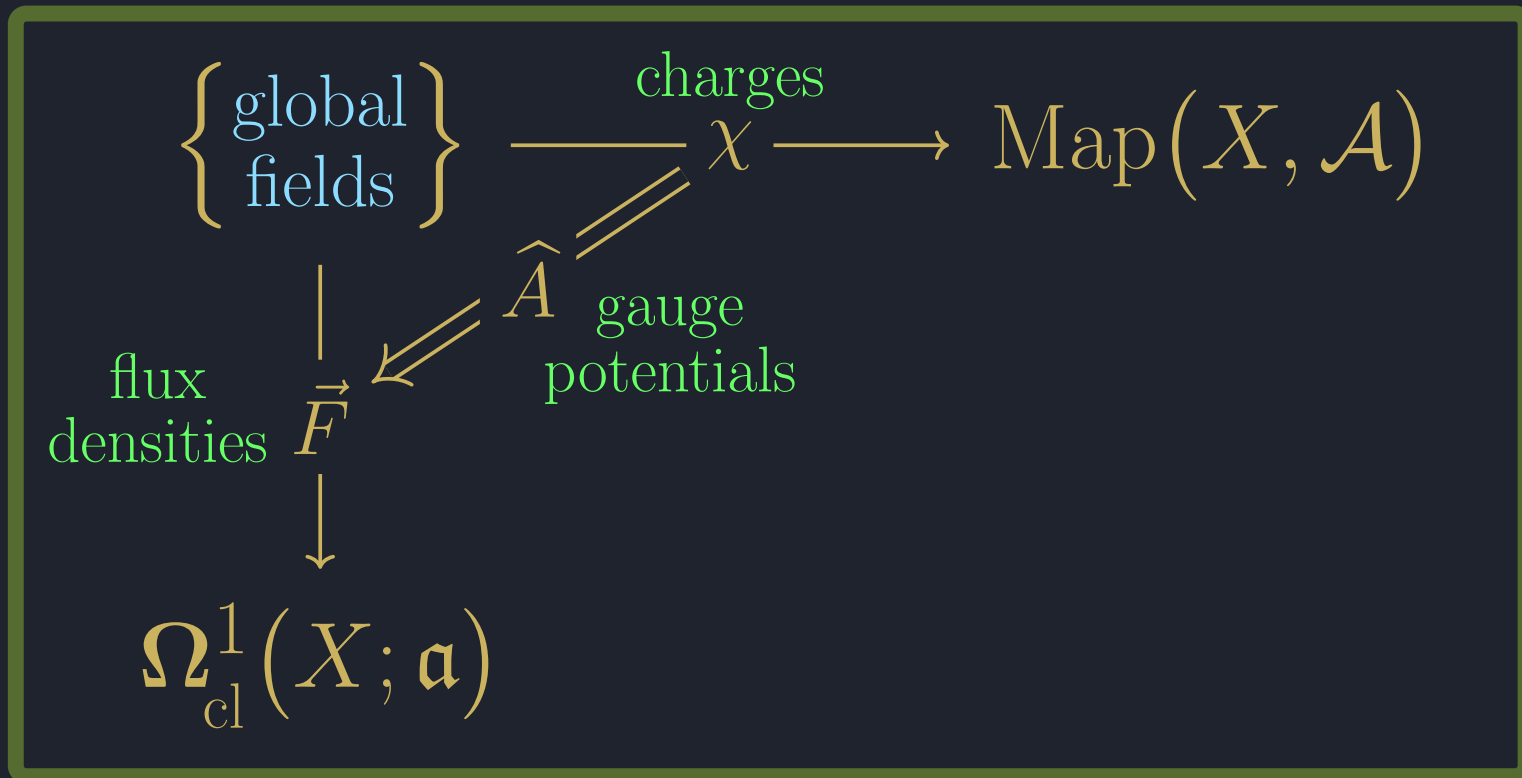 charges
{global fields} χ Map(X, 𝒜)
Â
gauge
potentials
flux
densities
F⃗
Ω¹_cl(X; 𝔞)